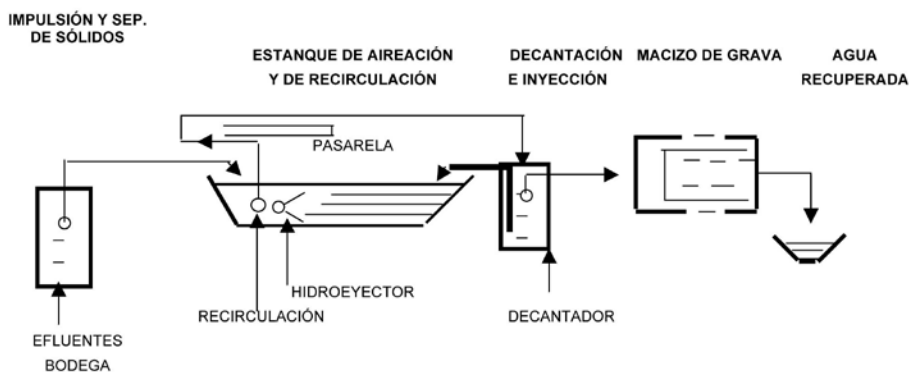 IMPULSIÓN Y SEP.
DE SÓLIDOS
ESTANQUE DE AIREACIÓN
Y DE RECIRCULACIÓN
DECANTACIÓN
E INYECCIÓN
MACIZO DE GRAVA
AGUA
RECUPERADA
PASARELA
HIDROEYECTOR
RECIRCULACIÓN
DECANTADOR
EFLUENTES
BODEGA